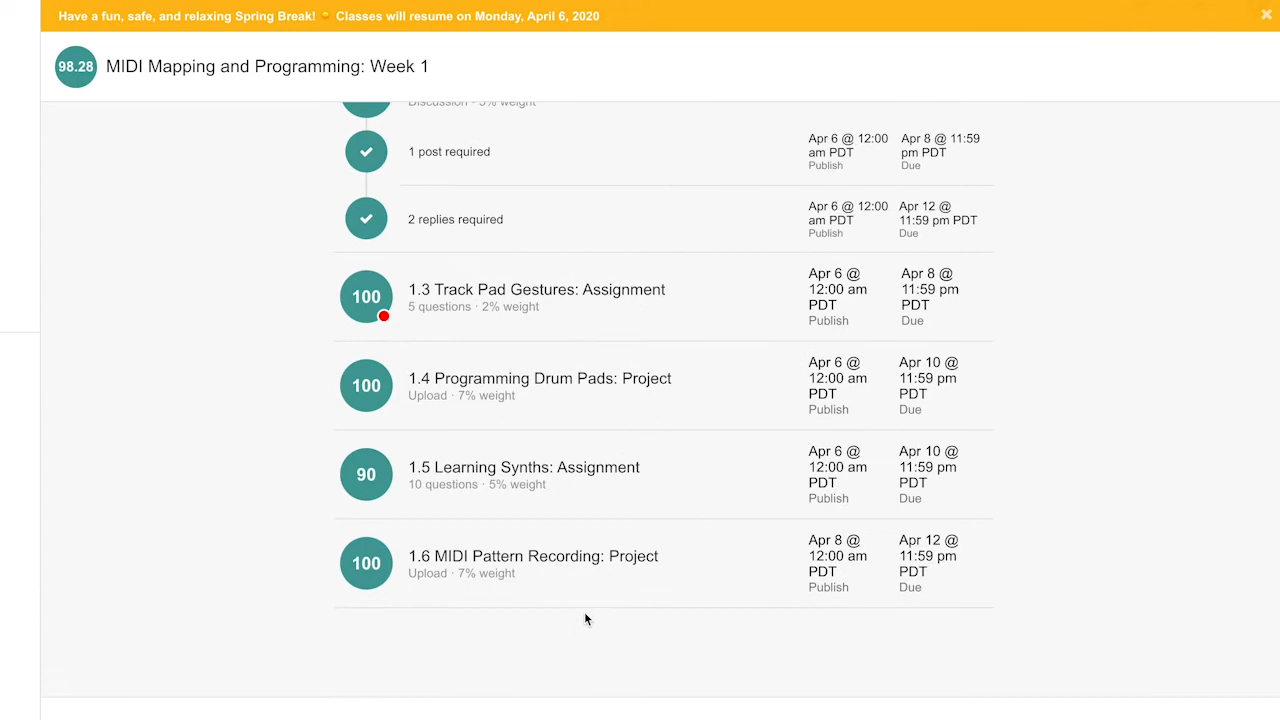 Have a fun, safe, and relaxing Spring Break! Classes will resume on Monday, April 6, 2020
98.28 MIDI Mapping and Programming: Week 1
Discussion · 5% weight
1 post required
Apr 6 @ 12:00
am PDT
Publish
Apr 8 @ 11:59
pm PDT
Due
2 replies required
Apr 6 @ 12:00
am PDT
Publish
Apr 12 @
11:59 pm PDT
Due
100
1.3 Track Pad Gestures: Assignment
5 questions · 2% weight
Apr 6 @
12:00 am
PDT
Publish
Apr 8 @
11:59 pm
PDT
Due
100
1.4 Programming Drum Pads: Project
Upload · 7% weight
Apr 6 @
12:00 am
PDT
Publish
Apr 10 @
11:59 pm
PDT
Due
90
1.5 Learning Synths: Assignment
10 questions · 5% weight
Apr 6 @
12:00 am
PDT
Publish
Apr 10 @
11:59 pm
PDT
Due
100
1.6 MIDI Pattern Recording: Project
Upload · 7% weight
Apr 8 @
12:00 am
PDT
Publish
Apr 12 @
11:59 pm
PDT
Due